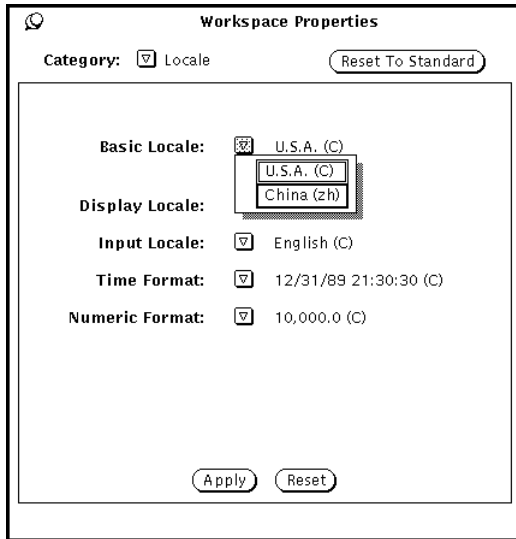 Workspace Properties
Category: Locale Reset To Standard
Basic Locale: U.S.A. (C)
U.S.A. (C)
China (zh)
Display Locale:
Input Locale: English (C)
Time Format: 12/31/89 21:30:30 (C)
Numeric Format: 10,000.0 (C)
Apply Reset